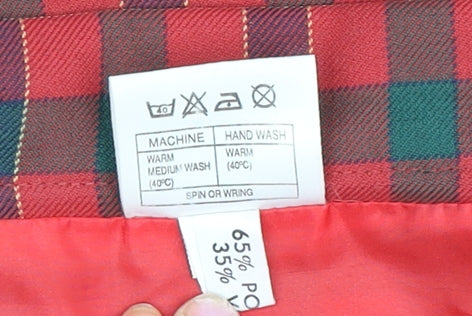 40
MACHINE HAND WASH
WARM WARM
MEDIUM WASH (40ºC)
(40ºC)
SPIN OR WRING
65% PO
35%